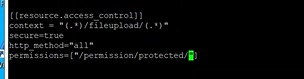 [[resource.access_control]]
context = "(.*)/fileupload/(.*)"
secure=true
http_method="all"
permissions=["/permission/protected/"]